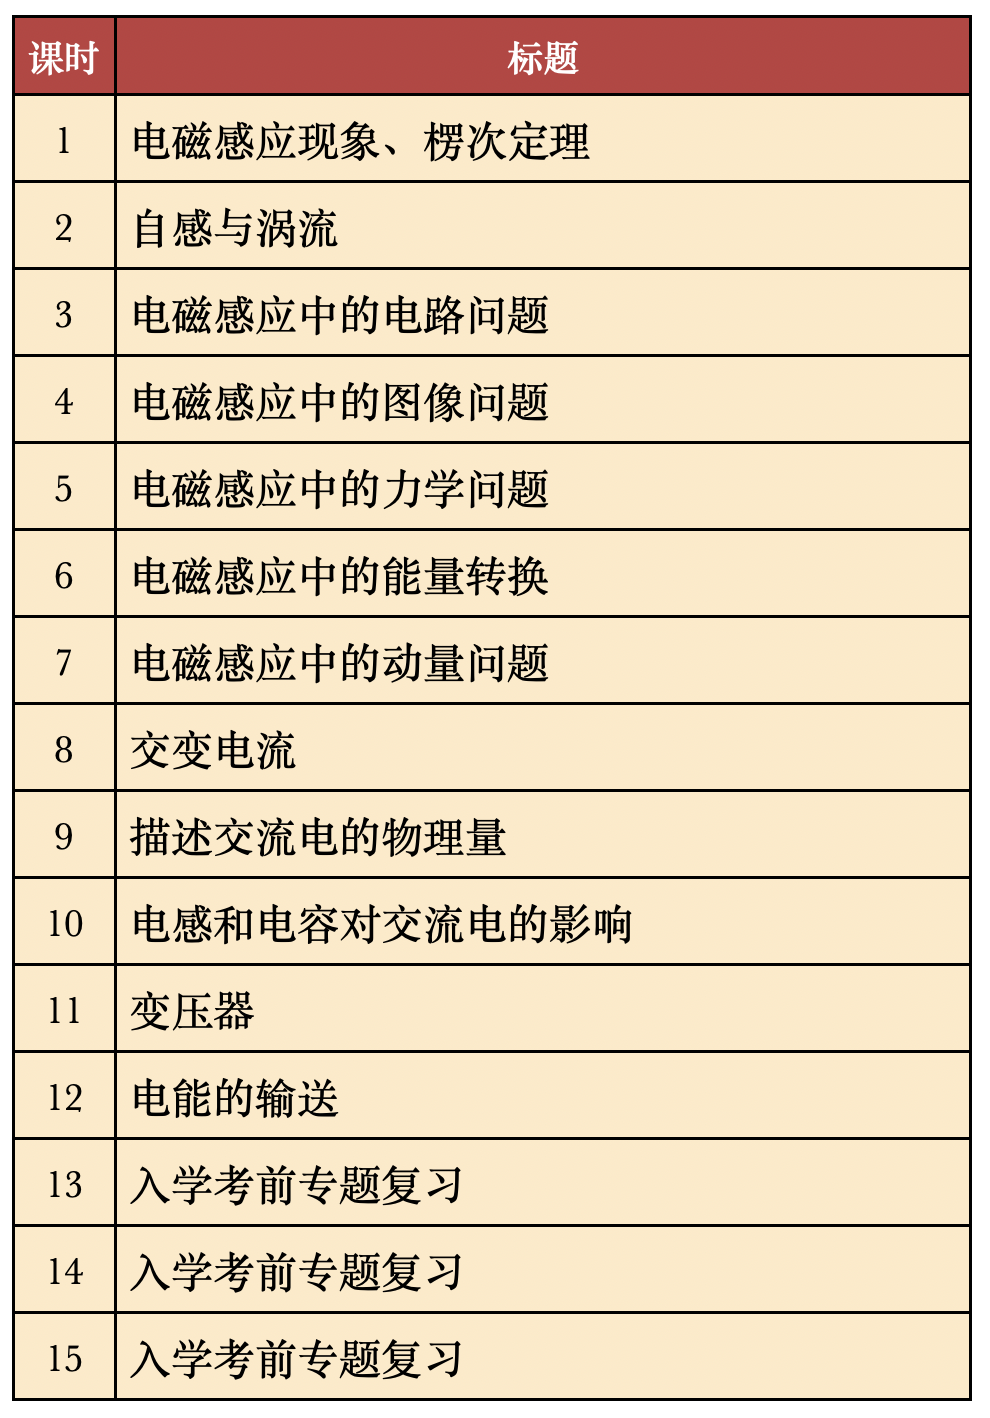 课时 标题
1 电磁感应现象、楞次定理
2 自感与涡流
3 电磁感应中的电路问题
4 电磁感应中的图像问题
5 电磁感应中的力学问题
6 电磁感应中的能量转换
7 电磁感应中的动量问题
8 交变电流
9 描述交流电的物理量
10 电感和电容对交流电的影响
11 变压器
12 电能的输送
13 入学考前专题复习
14 入学考前专题复习
15 入学考前专题复习